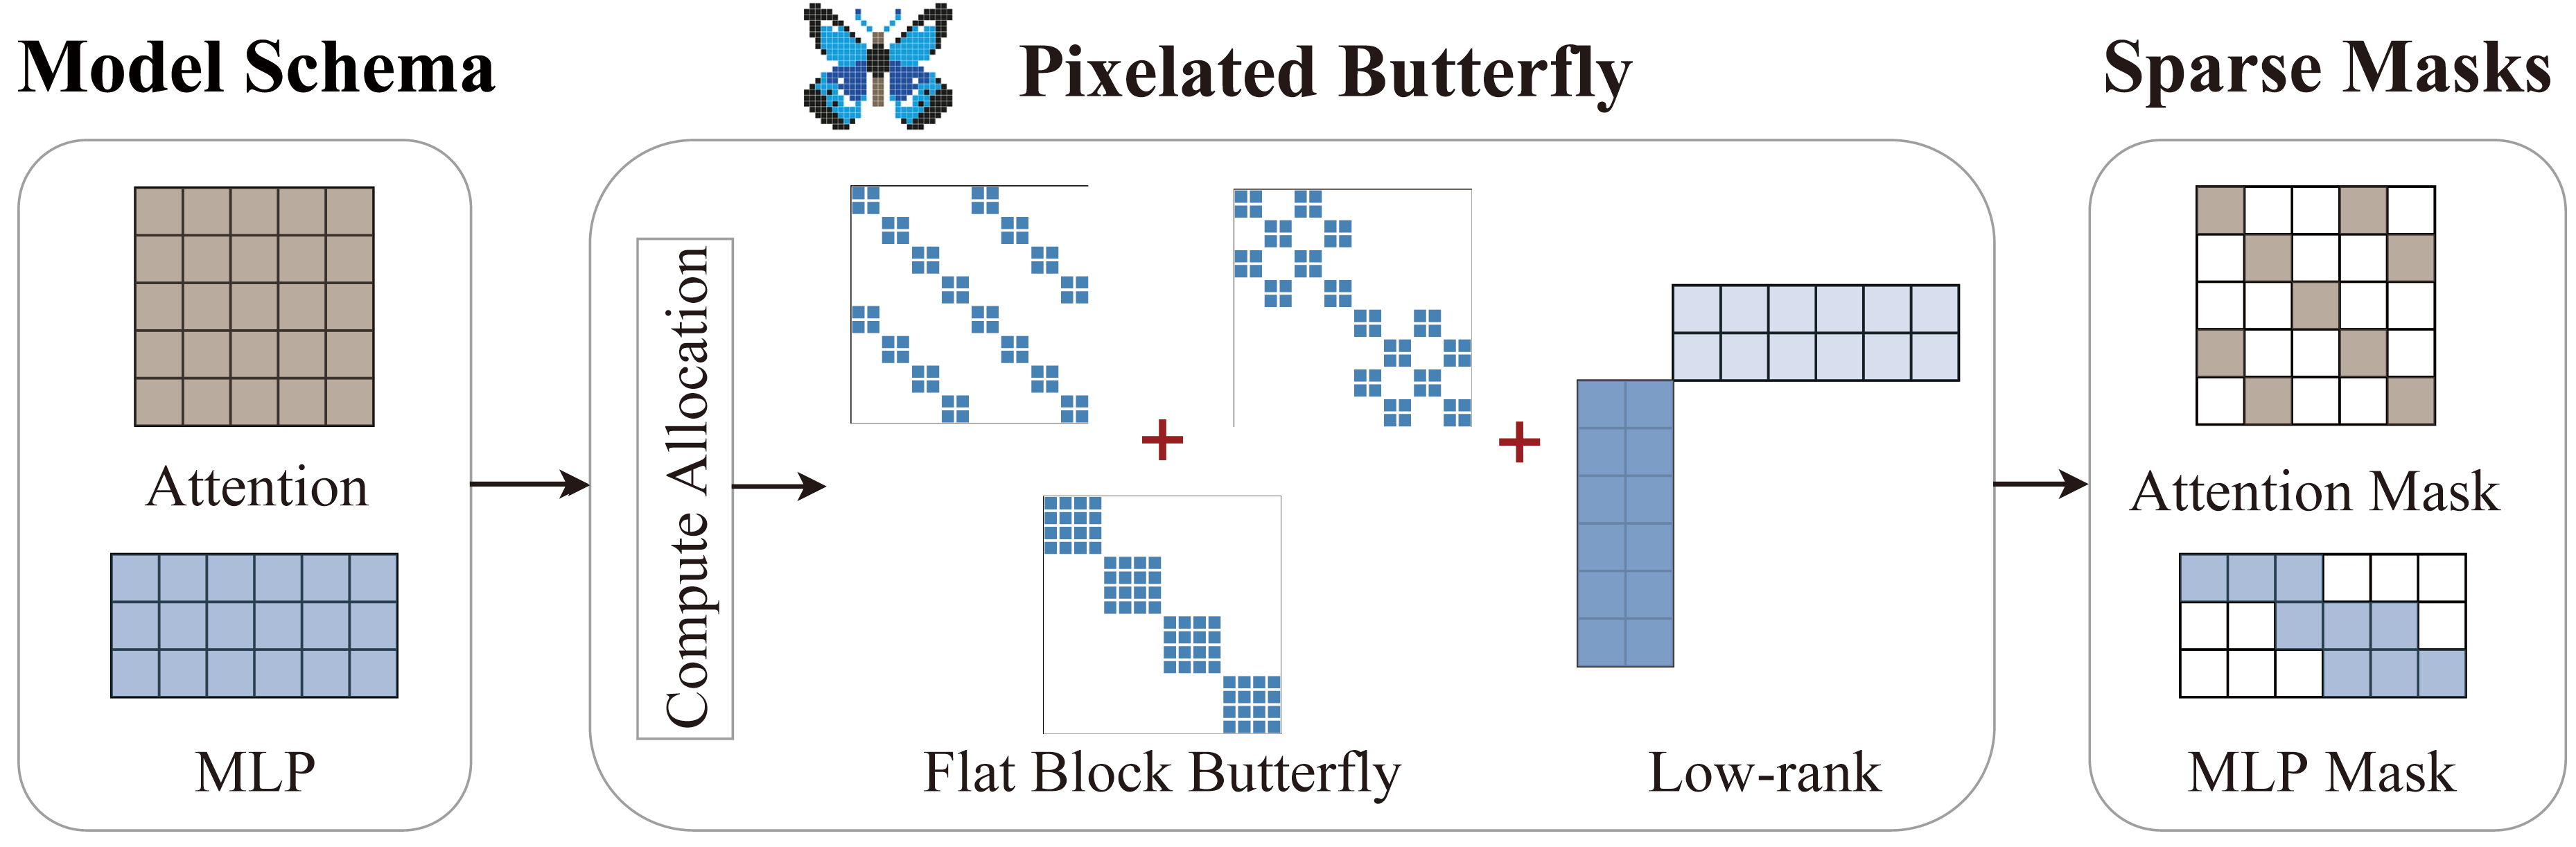 Model Schema
Attention
MLP
Pixelated Butterfly
Compute Allocation
+
+
Flat Block Butterfly
Low-rank
Sparse Masks
Attention Mask
MLP Mask